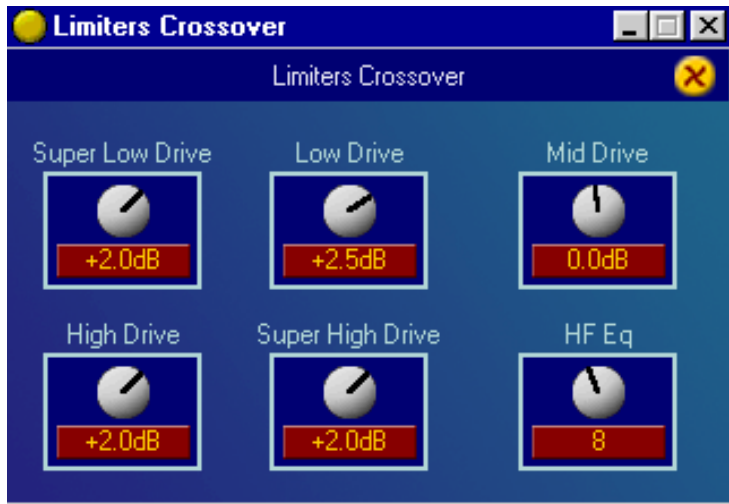 Limiters Crossover
Limiters Crossover
Super Low Drive
Low Drive
Mid Drive
+2.0dB
+2.5dB
0.0dB
High Drive
Super High Drive
HF Eq
+2.0dB
+2.0dB
8